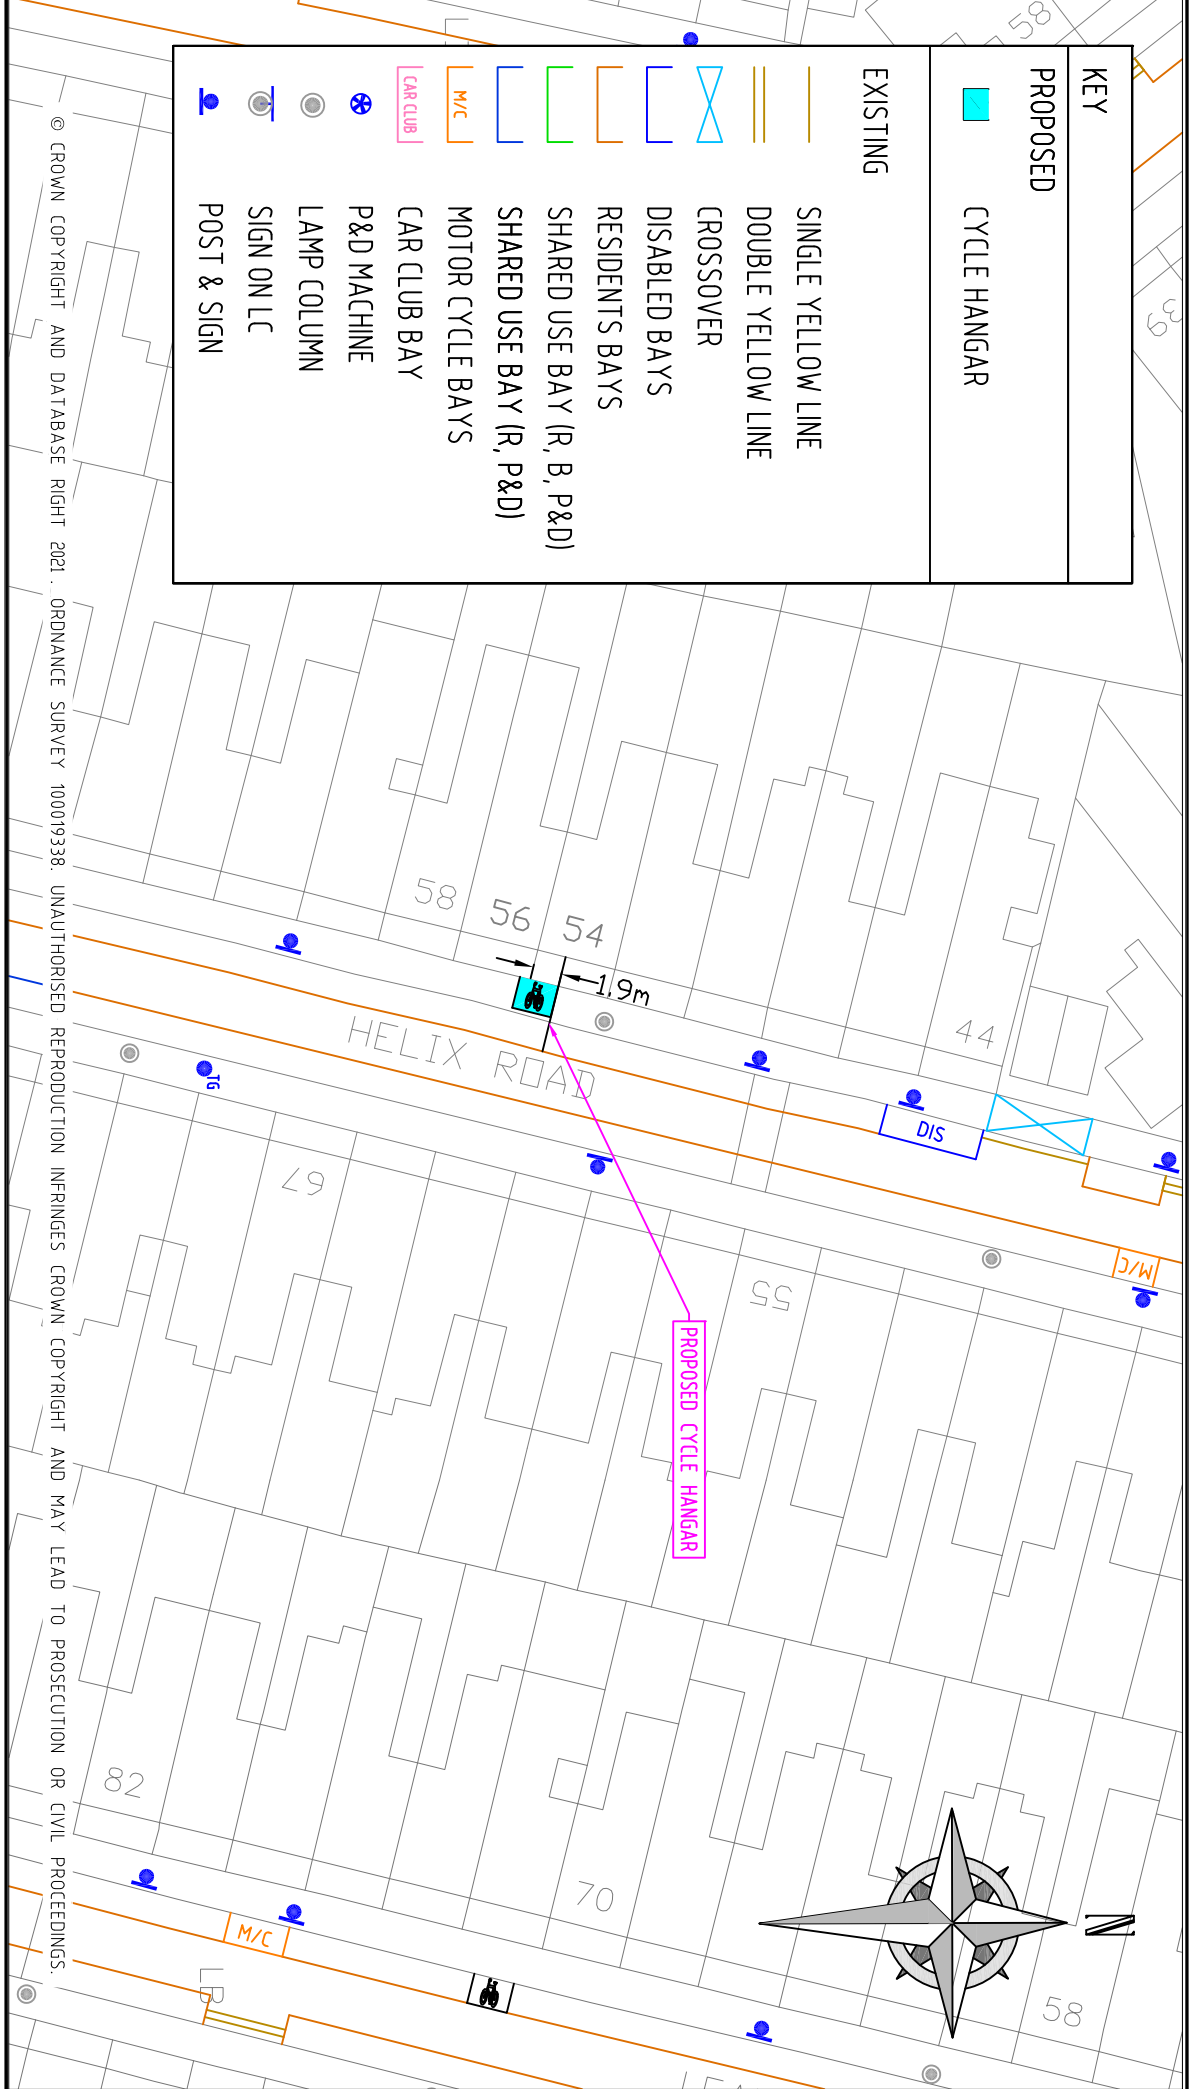 KEY
PROPOSED
CYCLE HANGAR
EXISTING
SINGLE YELLOW LINE
DOUBLE YELLOW LINE
CROSSOVER
DISABLED BAYS
RESIDENTS BAYS
SHARED USE BAY (R, B, P&D)
SHARED USE BAY (R, P&D)
M/C
MOTOR CYCLE BAYS
CAR CLUB
CAR CLUB BAY
P&D MACHINE
LAMP COLUMN
SIGN ON LC
POST & SIGN
58
39
58
56
54
44
1.9m
HELIX ROAD
DIS
TG
M/C
67
55
PROPOSED CYCLE HANGAR
82
70
58
M/C
LB
N
© CROWN COPYRIGHT AND DATABASE RIGHT 2021 . ORDNANCE SURVEY 100019338. UNAUTHORISED REPRODUCTION INFRINGES CROWN COPYRIGHT AND MAY LEAD TO PROSECUTION OR CIVIL PROCEEDINGS.